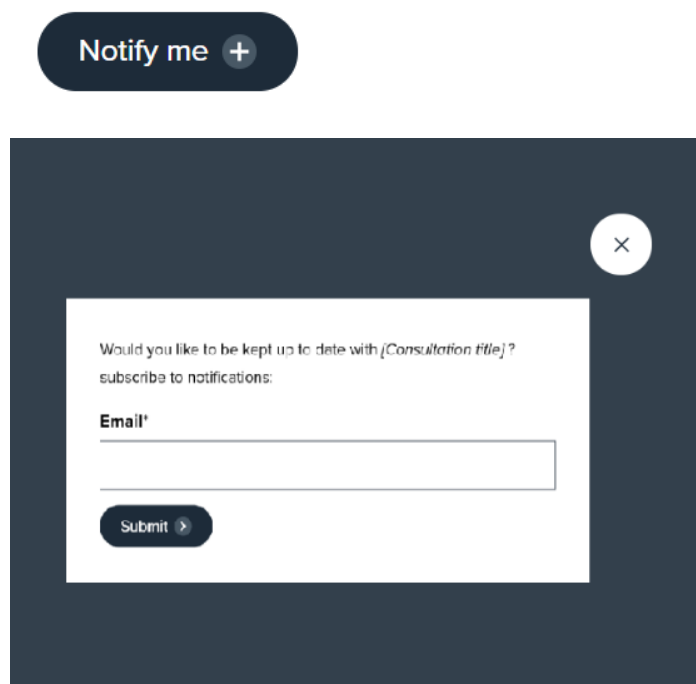 Notify me
Would you like to be kept up to date with [Consultation title] ?
subscribe to notifications:
Email*
Submit